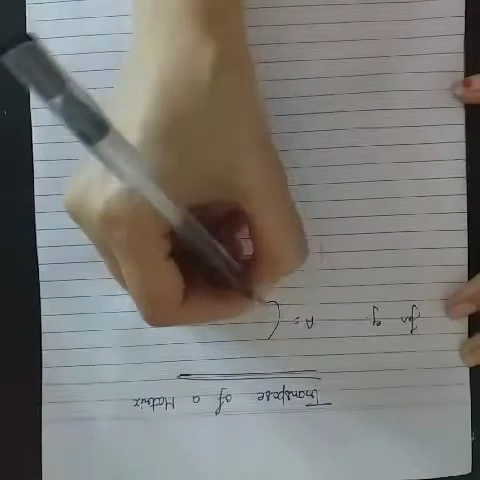 Transpose of a Matrix
for eg. A = (